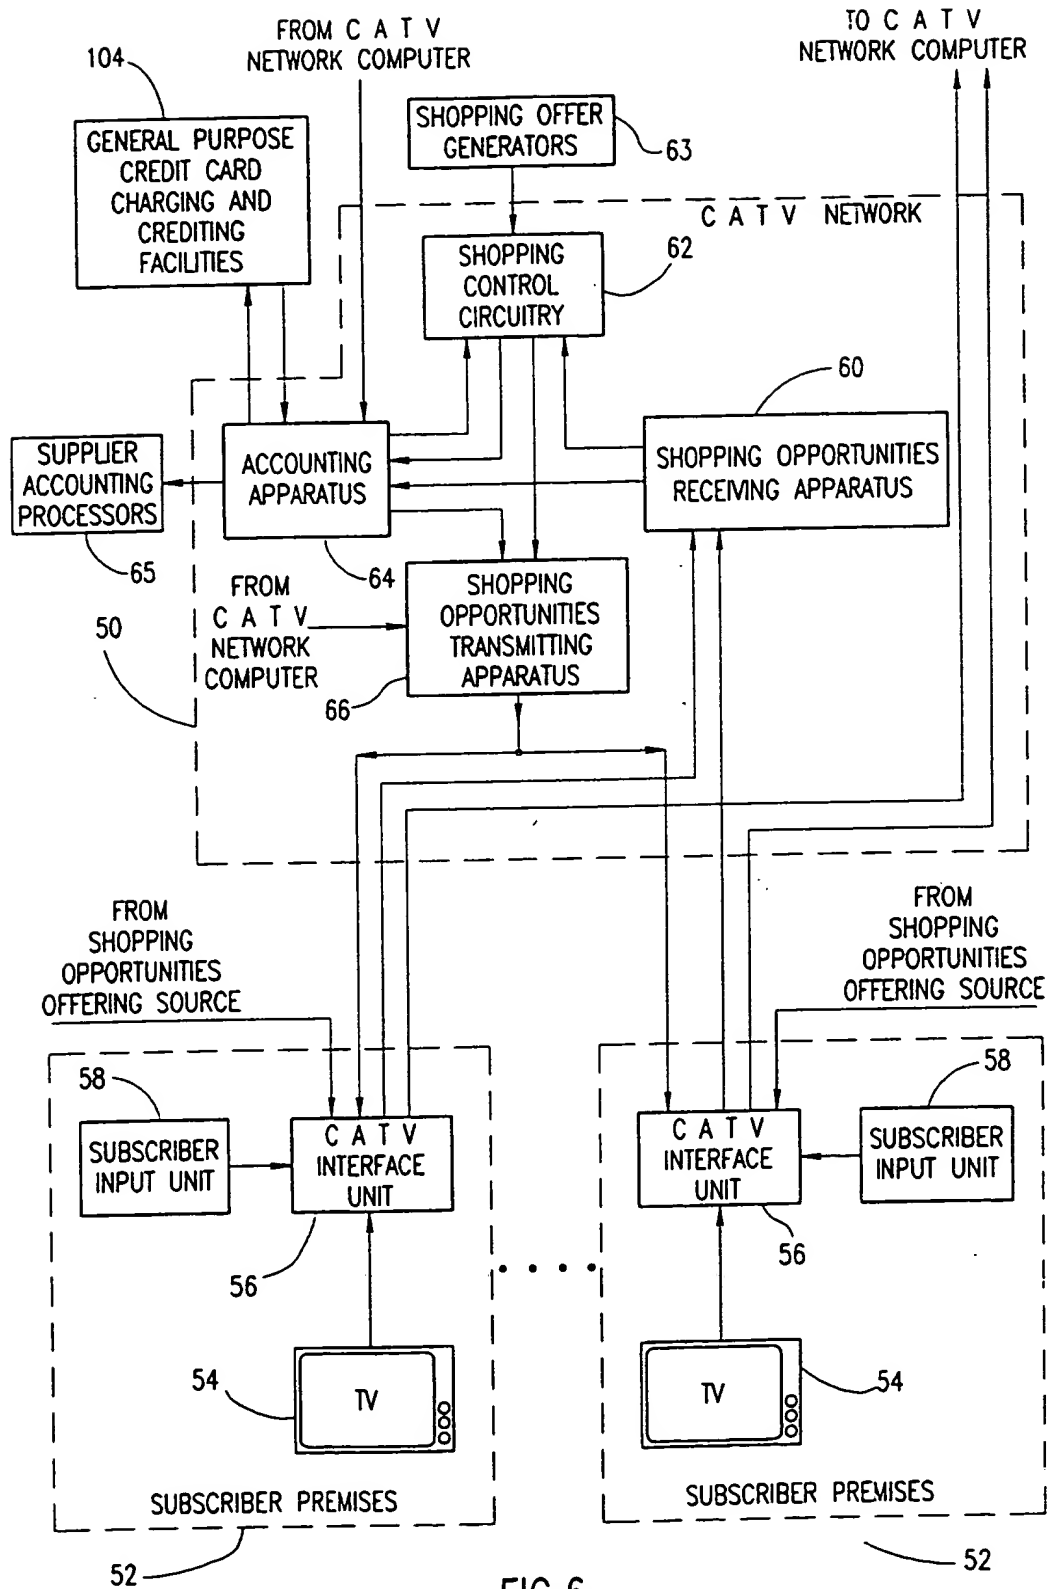 FROM C A T V
NETWORK COMPUTER
TO C A T V
NETWORK COMPUTER
104
GENERAL PURPOSE
CREDIT CARD
CHARGING AND
CREDITING
FACILITIES
SHOPPING OFFER
GENERATORS
63
C A T V NETWORK
SHOPPING
CONTROL
CIRCUITRY
62
60
SUPPLIER
ACCOUNTING
PROCESSORS
65
ACCOUNTING
APPARATUS
64
SHOPPING OPPORTUNITIES
RECEIVING APPARATUS
50
FROM
C A T V
NETWORK
COMPUTER
SHOPPING
OPPORTUNITIES
TRANSMITTING
APPARATUS
66
FROM
SHOPPING
OPPORTUNITIES
OFFERING SOURCE
FROM
SHOPPING
OPPORTUNITIES
OFFERING SOURCE
58
SUBSCRIBER
INPUT UNIT
C A T V
INTERFACE
UNIT
56
54
TV
SUBSCRIBER PREMISES
52
C A T V
INTERFACE
UNIT
58
SUBSCRIBER
INPUT UNIT
56
TV
54
SUBSCRIBER PREMISES
52
FIG.6